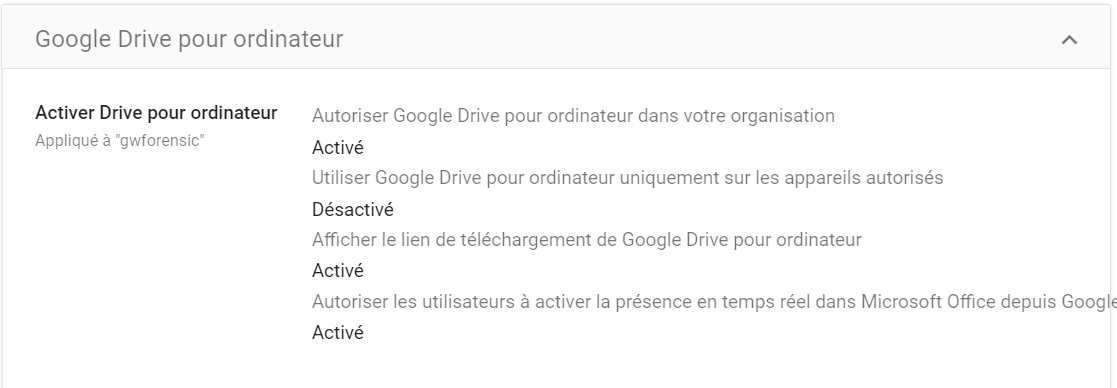 Google Drive pour ordinateur
Activer Drive pour ordinateur
Appliqué à "gwforensic"
Autoriser Google Drive pour ordinateur dans votre organisation
Activé
Utiliser Google Drive pour ordinateur uniquement sur les appareils autorisés
Désactivé
Afficher le lien de téléchargement de Google Drive pour ordinateur
Activé
Autoriser les utilisateurs à activer la présence en temps réel dans Microsoft Office depuis Google
Activé